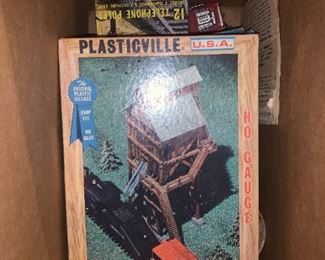 12 TELEPHONE POLES
PLASTICVILLE U.S.A.
The
ORIGINAL
PLASTIC
VILLAGE
SNAP
FIT
NO
GLUE
HO GAUGE